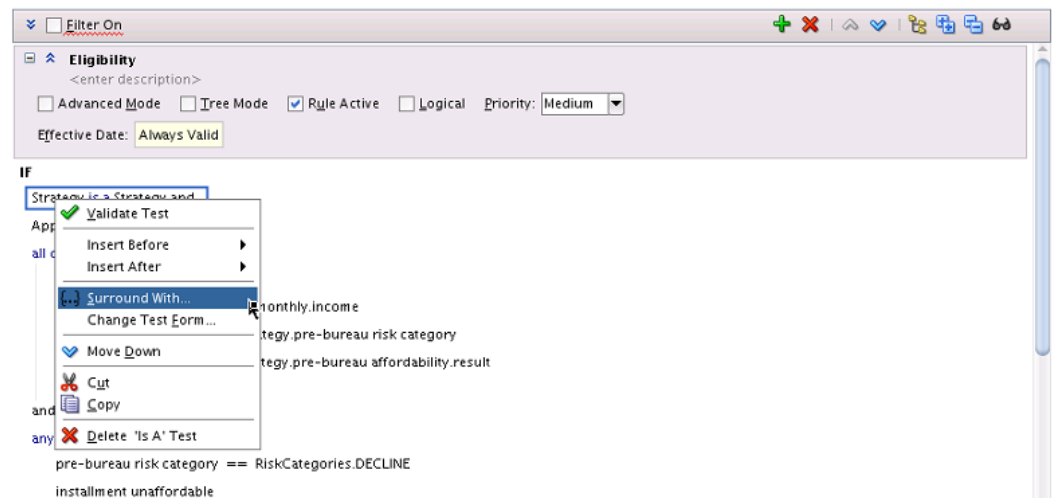 Filter On
Eligibility
<enter description>
Advanced Mode Tree Mode Rule Active Logical Priority: Medium
Effective Date: Always Valid
IF
Strategy is a Strategy and
Validate Test
App
Insert Before
all
Insert After
Surround With...
monthly.income
Change Test Form...
tegy.pre-bureau risk category
Move Down
tegy.pre-bureau affordability.result
Cut
Copy
and
Delete 'Is A' Test
any
pre-bureau risk category == RiskCategories.DECLINE
installment unaffordable